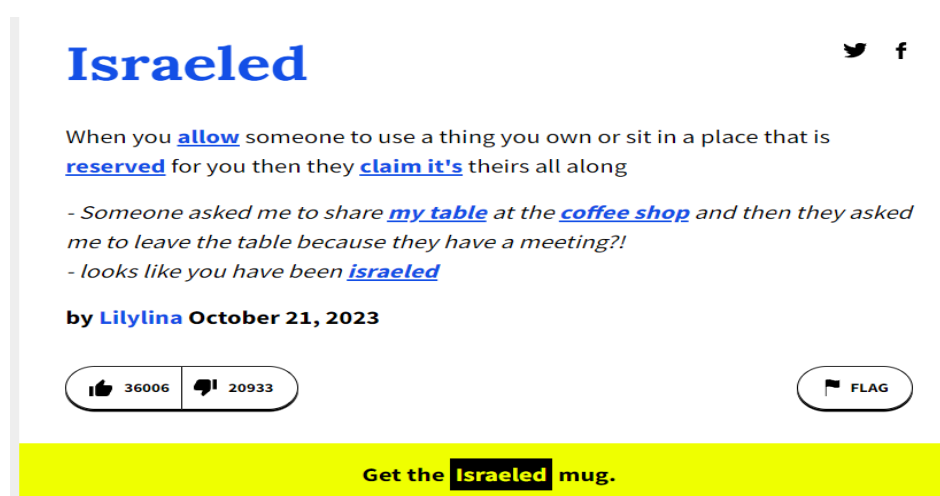 Israeled
When you allow someone to use a thing you own or sit in a place that is
reserved for you then they claim it's theirs all along
- Someone asked me to share my table at the coffee shop and then they asked
me to leave the table because they have a meeting?!
- looks like you have been israeled
by Lilylina October 21, 2023
36006 20933 FLAG
Get the Israeled mug.